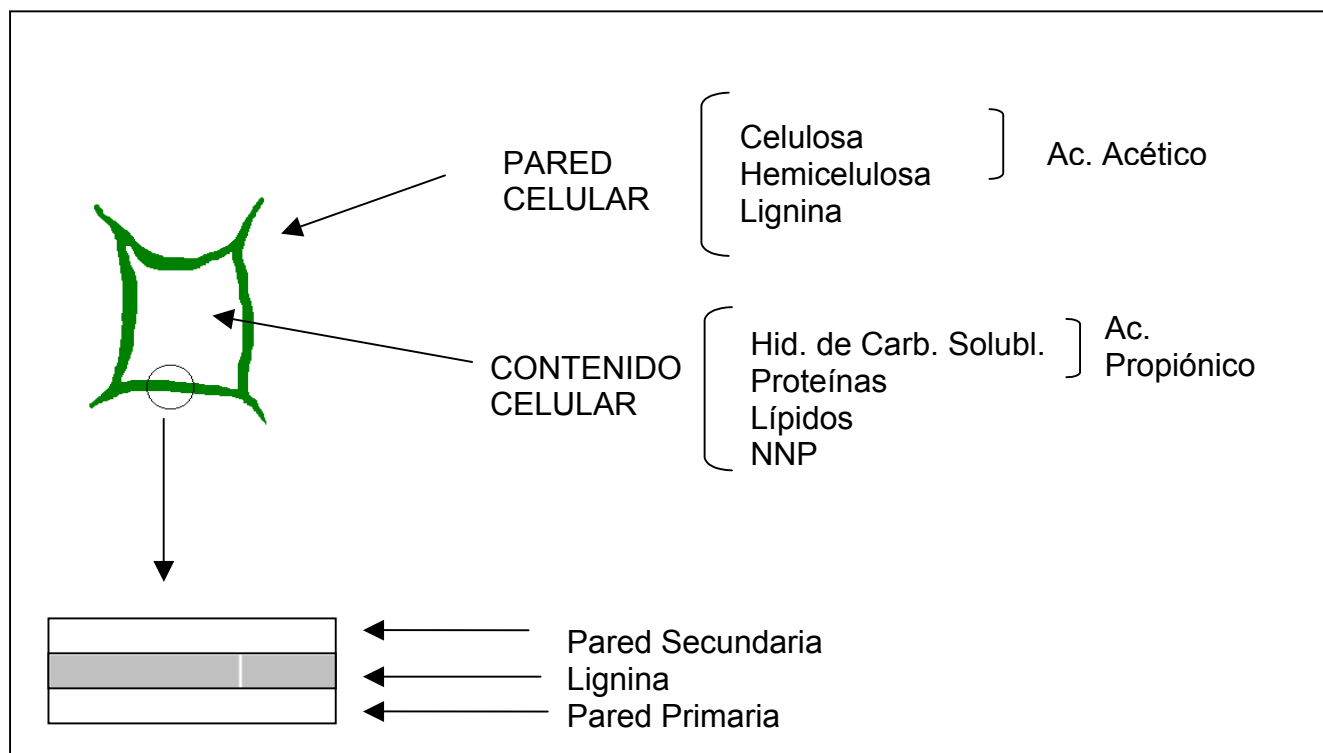 PARED
CELULAR
Celulosa
Hemicelulosa
Lignina
Ac. Acético
CONTENIDO
CELULAR
Hid. de Carb. Solubl.
Proteínas
Lípidos
NNP
Ac.
Propiónico
Pared Secundaria
Lignina
Pared Primaria